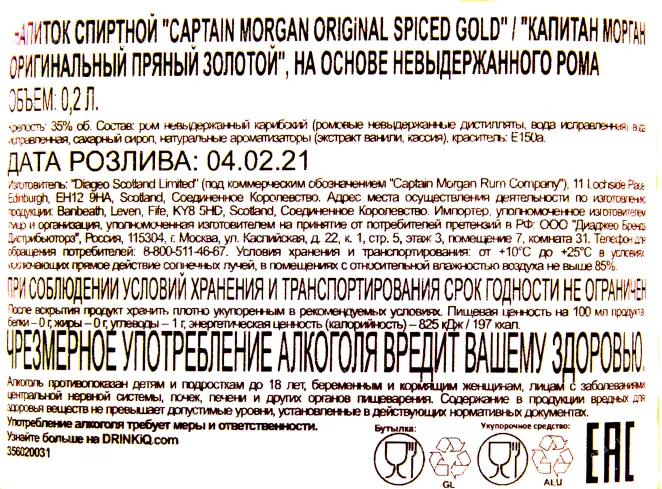 НАПИТОК СПИРТНОЙ "CAPTAIN MORGAN ORIGINAL SPICED GOLD" / "КАПИТАН МОРГАН
ОРИГИНАЛЬНЫЙ ПРЯНЫЙ ЗОЛОТОЙ", НА ОСНОВЕ НЕВЫДЕРЖАННОГО РОМА
ОБЪЕМ: 0,2 Л.
Крепость: 35% об. Состав: ром невыдержанный карибский (ромовые невыдержанные дистилляты, вода исправленная), вода
исправленная, сахарный сироп, натуральные ароматизаторы (экстракт ванили, кассия), краситель: E150a.
ДАТА РОЗЛИВА: 04.02.21
Изготовитель: "Diageo Scotland Limited" (под коммерческим обозначением "Captain Morgan Rum Company"), 11 Lochside Place
Edinburgh, EH12 9HA, Scotland, Соединенное Королевство. Адрес места осуществления деятельности по изготовлению
продукции: Banbeath, Leven, Fife, KY8 5HD, Scotland, Соединенное Королевство. Импортер, уполномоченное изготовителем
лицо и организация, уполномоченная изготовителем на принятие от потребителей претензий в РФ: ООО "Диаджео Брендс
Дистрибьюторз", Россия, 115304, г. Москва, ул. Каспийская, д. 22, к. 1, стр. 5, этаж 3, помещение 7, комната 31. Телефон для
обращения потребителей: 8-800-511-46-67. Условия хранения и транспортирования: от +10°С до +25°С в условиях
исключающих прямое действие солнечных лучей, в помещениях с относительной влажностью воздуха не выше 85%.
ПРИ СОБЛЮДЕНИИ УСЛОВИЙ ХРАНЕНИЯ И ТРАНСПОРТИРОВАНИЯ СРОК ГОДНОСТИ НЕ ОГРАНИЧЕН
После вскрытия продукт хранить плотно укупоренным в рекомендуемых условиях. Пищевая ценность на 100 мл продукта
белки – 0 г, жиры – 0 г, углеводы – 1 г, энергетическая ценность (калорийность) – 825 кДж / 197 ккал.
ЧРЕЗМЕРНОЕ УПОТРЕБЛЕНИЕ АЛКОГОЛЯ ВРЕДИТ ВАШЕМУ ЗДОРОВЬЮ.
Алкоголь противопоказан детям и подросткам до 18 лет, беременным и кормящим женщинам, лицам с заболеваниями
центральной нервной системы, почек, печени и других органов пищеварения. Содержание в продукции вредных для
здоровья веществ не превышает допустимые уровни, установленные в действующих нормативных документах.
Употребление алкоголя требует меры и ответственности.
Узнайте больше на DRINKiQ.com
356020031
Бутылка:
Укупорочное средство:
GL
ALU
EAC